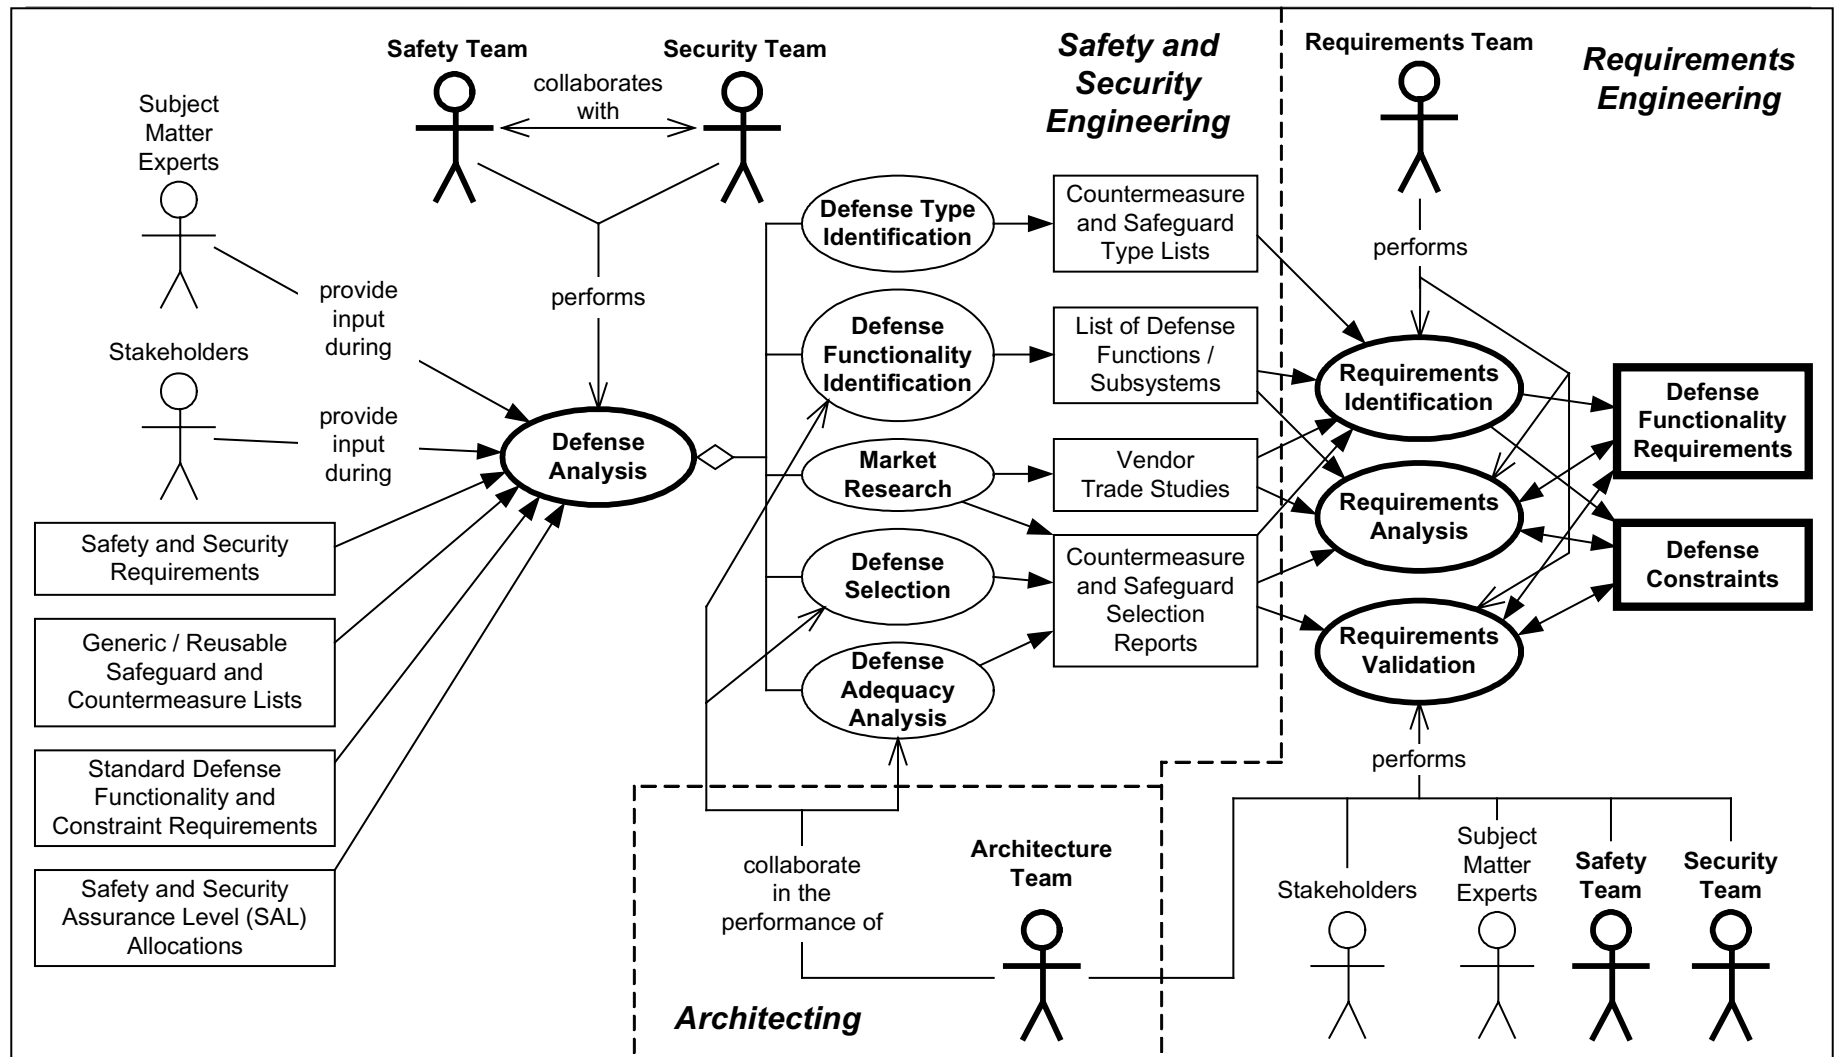 Safety Team
Security Team
collaborates
with
Safety and
Security
Engineering
Requirements Team
Requirements
Engineering
Subject
Matter
Experts
provide
input
during
Stakeholders
provide
input
during
performs
Defense
Analysis
Safety and Security
Requirements
Generic / Reusable
Safeguard and
Countermeasure Lists
Standard Defense
Functionality and
Constraint Requirements
Safety and Security
Assurance Level (SAL)
Allocations
Defense Type
Identification
Defense
Functionality
Identification
Market
Research
Defense
Selection
Defense
Adequacy
Analysis
Countermeasure
and Safeguard
Type Lists
List of Defense
Functions /
Subsystems
Vendor
Trade Studies
Countermeasure
and Safeguard
Selection
Reports
performs
Requirements
Identification
Requirements
Analysis
Requirements
Validation
Defense
Functionality
Requirements
Defense
Constraints
performs
collaborate
in the
performance of
Architecture
Team
Architecting
Stakeholders
Subject
Matter
Experts
Safety
Team
Security
Team